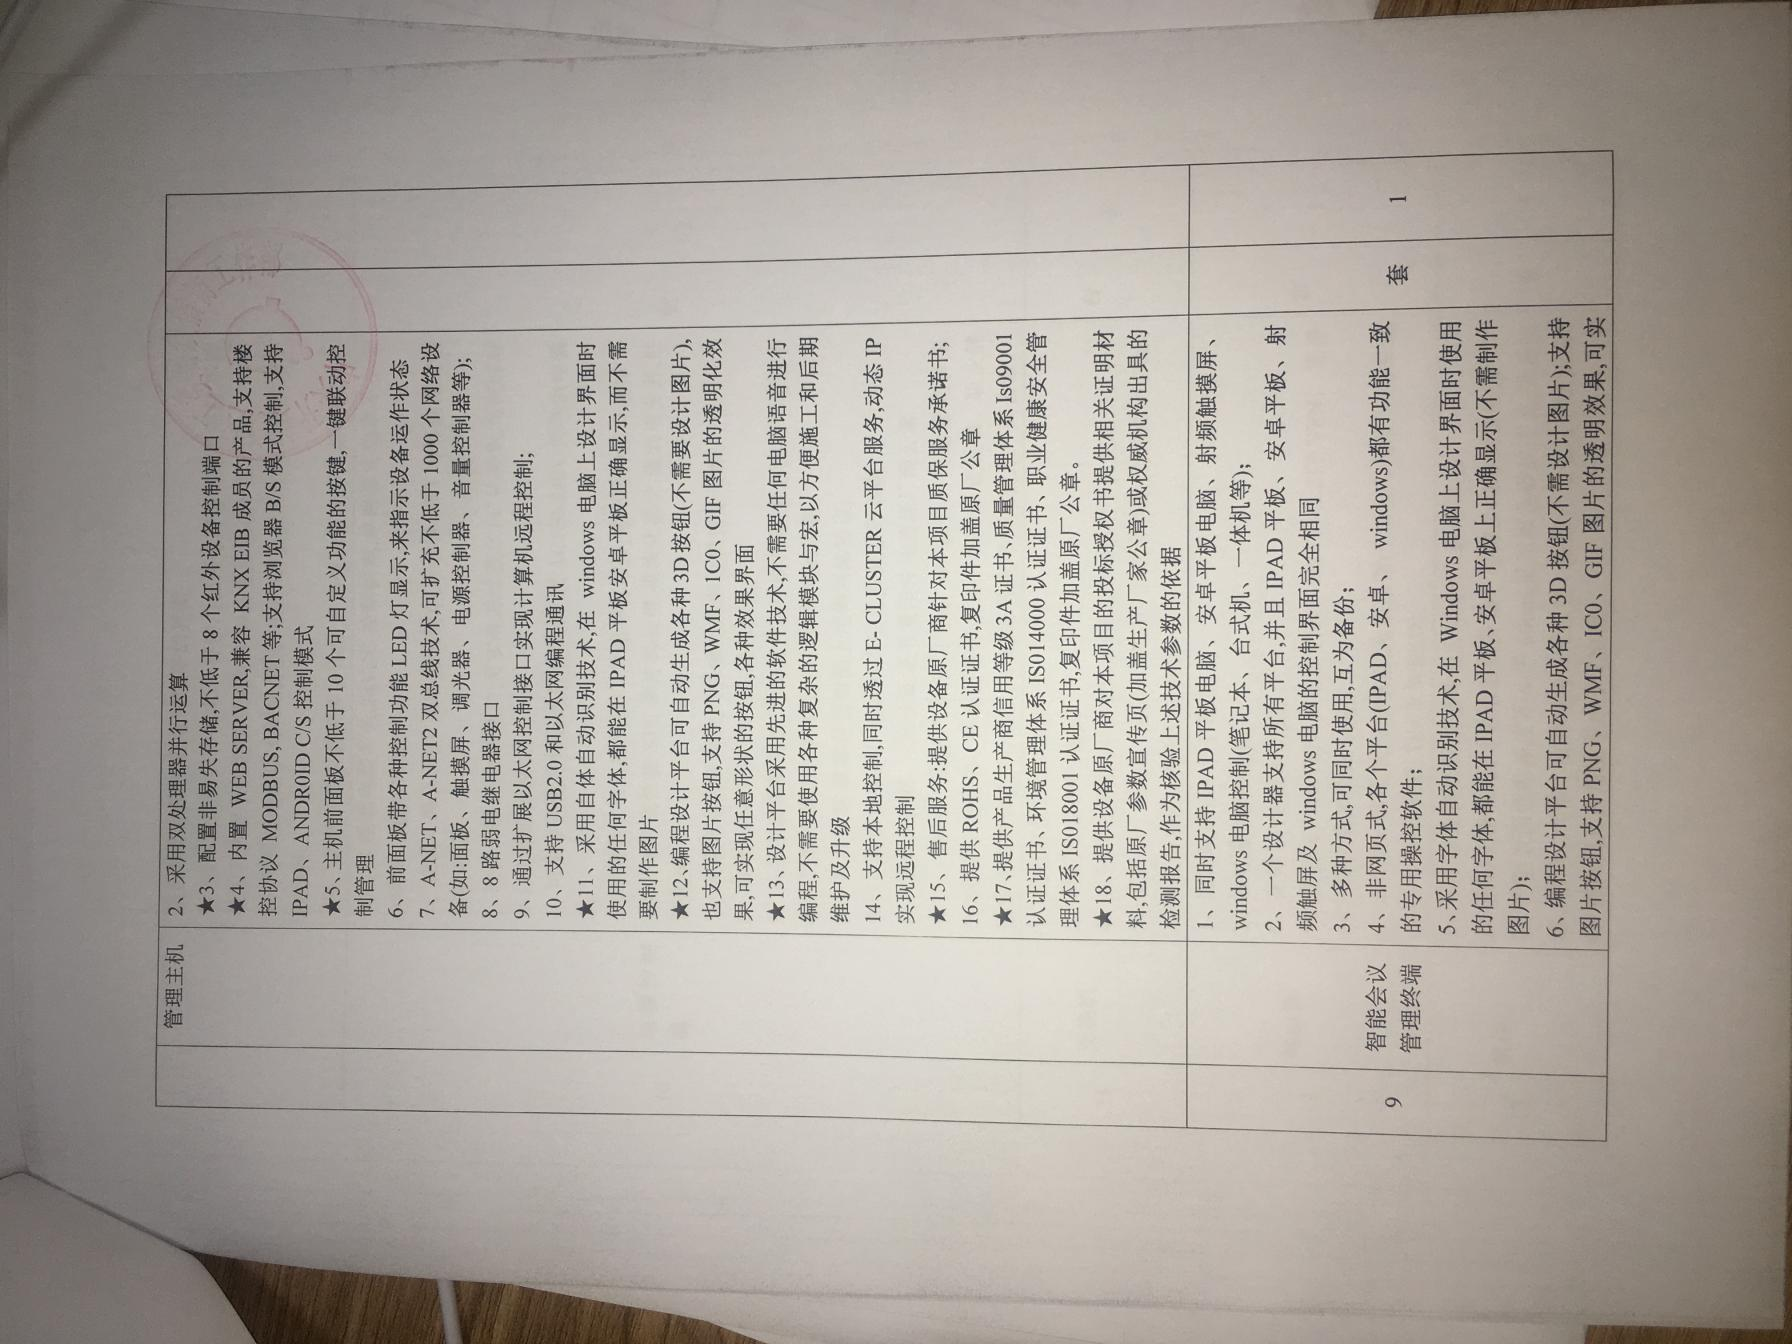 管理主机
2、采用双处理器并行运算
★3、配置非易失存储,不低于 8 个红外设备控制端口
★4、内置 WEB SERVER,兼容 KNX EIB 成员的产品,支持楼
控协议 MODBUS, BACNET 等;支持浏览器 B/S 模式控制,支持
IPAD、ANDR0ID C/S 控制模式
★5、主机前面板不低于 10 个可自定义功能的按键,一键联动控
制管理
6、前面板带各种控制功能 LED 灯显示,来指示设备运作状态
7、A-NET、A-NET2 双总线技术,可扩充不低于 1000 个网络设
备(如:面板、触摸屏、调光器、电源控制器、音量控制器等);
8、8 路弱电继电器接口
9、通过扩展以太网控制接口实现计算机远程控制;
10、支持 USB2.0 和以太网编程通讯
★11、采用自体自动识别技术,在 windows 电脑上设计界面时
使用的任何字体,都能在 IPAD 平板安卓平板正确显示,而不需
要制作图片
★12、编程设计平台可自动生成各种 3D 按钮(不需要设计图片),
也支持图片按钮,支持 PNG、WMF、1C0、GIF 图片的透明化效
果,可实现任意形状的按钮,各种效果界面
★13、设计平台采用先进的软件技术,不需要任何电脑语音进行
编程,不需要使用各种复杂的逻辑模块与宏,以方便施工和后期
维护及升级
14、支持本地控制,同时透过 E- CLUSTER 云平台服务,动态 IP
实现远程控制
★15、售后服务:提供设备原厂商针对本项目质保服务承诺书;
16、提供 ROHS、CE 认证证书,复印件加盖原厂公章
★17、提供产品生产商信用等级 3A 证书、质量管理体系 Is09001
认证证书、环境管理体系 IS014000 认证证书、职业健康安全管
理体系 IS018001 认证证书,复印件加盖原厂公章。
★18、提供设备原厂商对本项目的投标授权书提供相关证明材
料,包括原厂参数宣传页(加盖生产厂家公章)或权威机构出具的
检测报告,作为核验上述技术参数的依据
9
智能会议
管理终端
1、同时支持 IPAD 平板电脑、安卓平板电脑、射频触摸屏、
windows 电脑控制(笔记本、台式机、一体机等);
2、一个设计器支持所有平台,并且 IPAD 平板、安卓平板、射
频触屏及 windows 电脑的控制界面完全相同
3、多种方式,可同时使用,互为备份;
4、非网页式,各个平台(IPAD、安卓、 windows)都有功能一致
的专用操控软件;
5、采用字体自动识别技术,在 Windows 电脑上设计界面时使用
的任何字体,都能在 IPAD 平板、安卓平板上正确显示(不需制作
图片);
6、编程设计平台可自动生成各种 3D 按钮(不需设计图片);支持
图片按钮,支持 PNG、WMF、IC0、GIF 图片的透明效果,可实
套
1